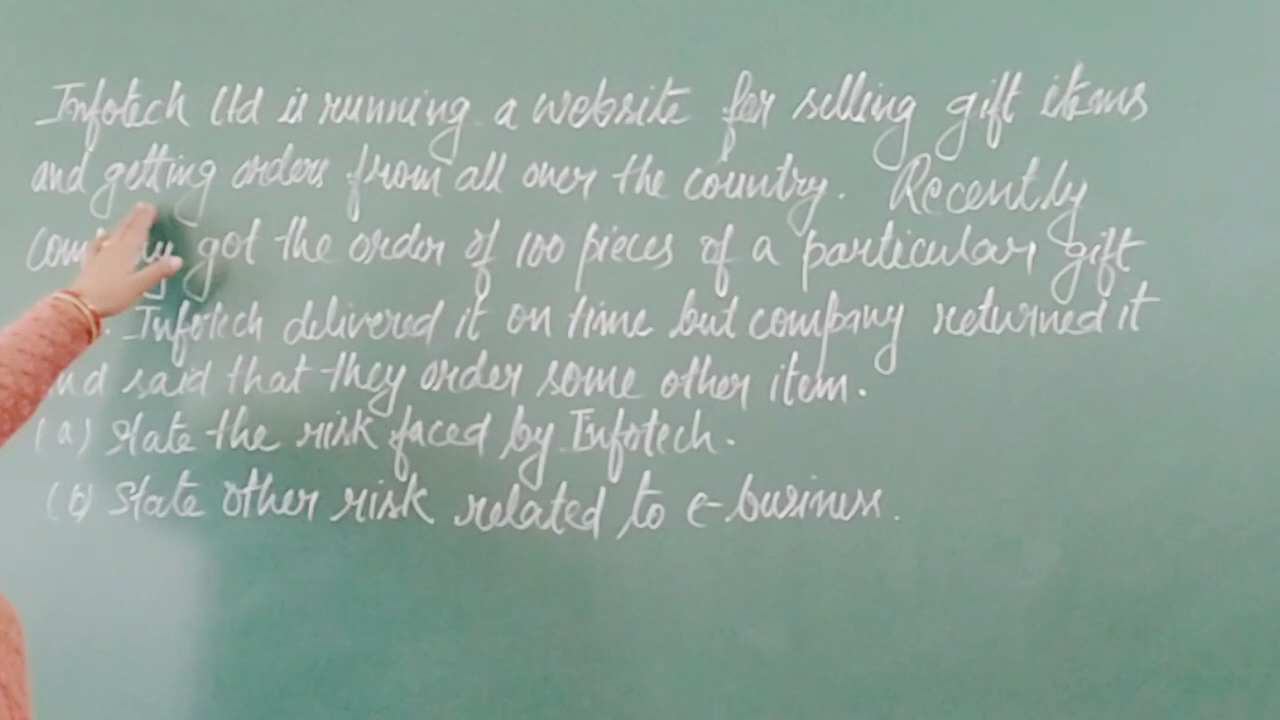 Infotech Ltd is running a website for selling gift items
and getting orders from all over the country. Recently
got the order of 100 pieces of a particular gift
. Infotech delivered it on time but company returned it
said that they order some other item.
(a) State the risk faced by Infotech.
(b) State other risk related to e-business.